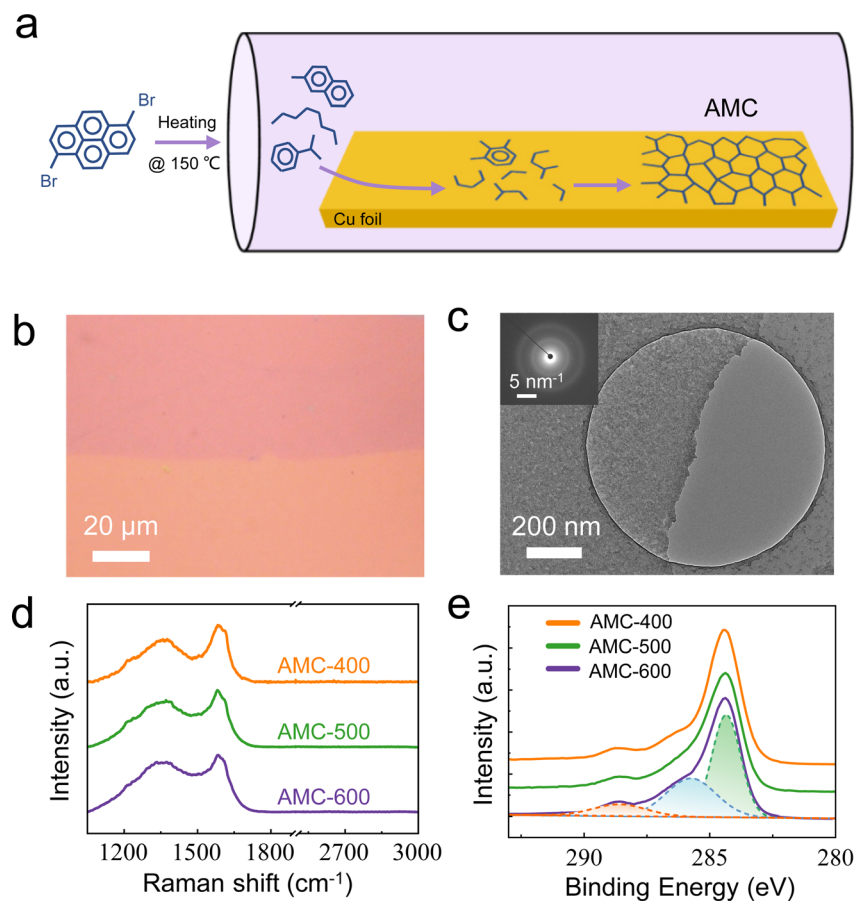 a
Br
Br
Heating
@ 150 ℃
AMC
Cu foil
b
20 μm
c
5 nm⁻¹
200 nm
d
Intensity (a.u.)
AMC-400
AMC-500
AMC-600
1200 1500 1800 2700 3000
Raman shift (cm⁻¹)
e
Intensity (a.u.)
AMC-400
AMC-500
AMC-600
290 285 280
Binding Energy (eV)